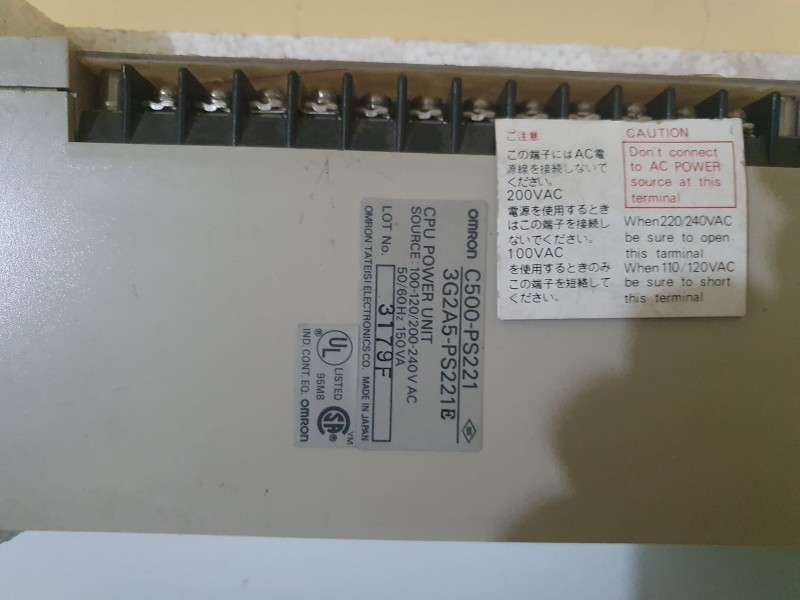 ご注意
この端子にはAC電
源線を接続しないで
ください。
200VAC
電源を使用するとき
はこの端子を接続し
ないでください。
100VAC
を使用するときのみ
この端子を短絡して
ください。
CAUTION
Don't connect
to AC POWER
source at this
terminal
When 220/240VAC
be sure to open
this tarminal
When 110/120VAC
be sure to short
this terminal
OMRON C500-PS221
3G2A5-PS221E
CPU POWER UNIT
SOURCE: 100-120/200-240V AC
50/60Hz 150VA
LOT No. 3179F
OMRON TATEISI ELECTRONICS CO. MADE IN JAPAN
UL ® LISTED 95M8 SA ® TM
IND. CONT. EQ. OMRON